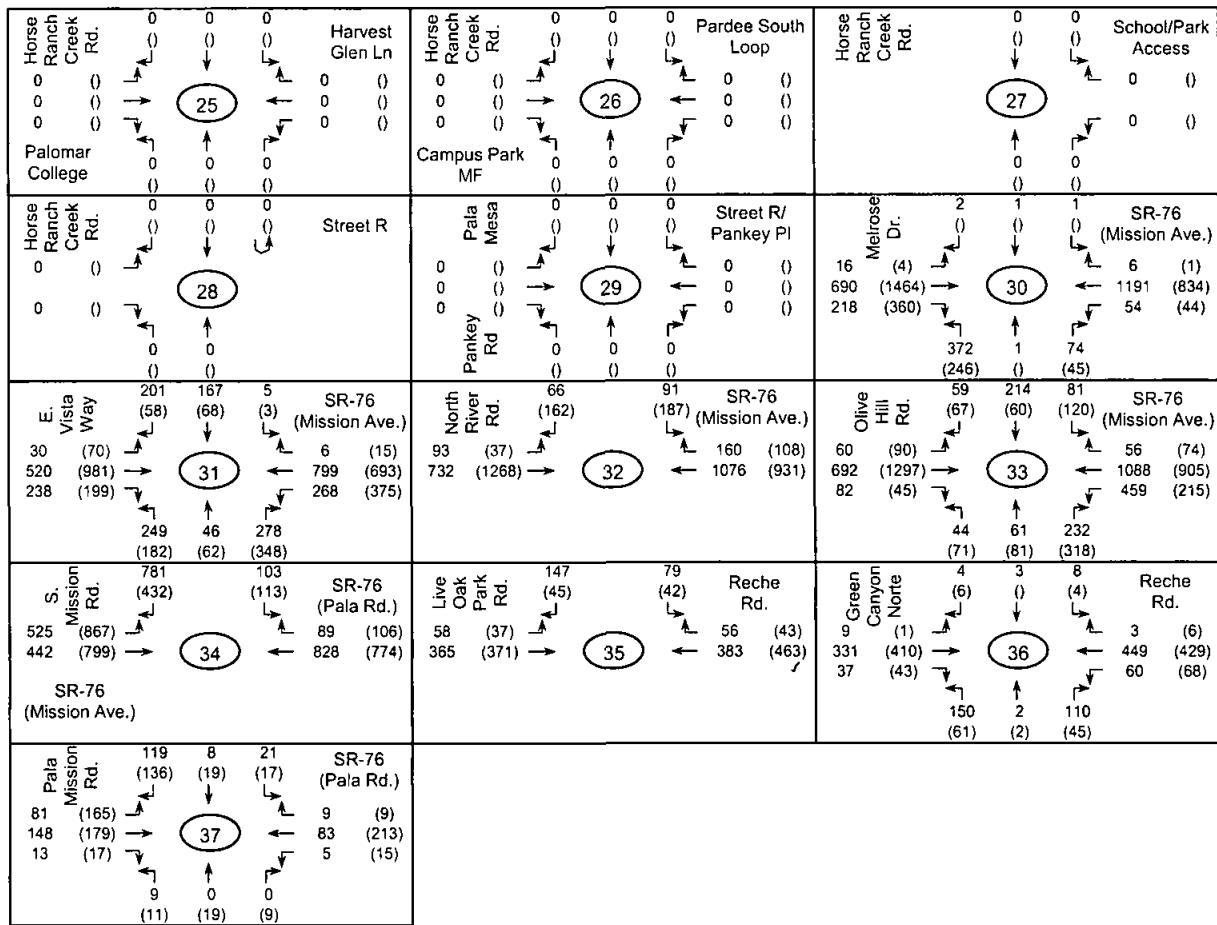 Horse Ranch Creek Rd.
0 0 0
() () ()
Harvest Glen Ln
0 ()
0 ()
0 ()
25
0 ()
0 ()
0 ()
Palomar College
0 0 0
() () ()
Horse Ranch Creek Rd.
0 0 0
() () ()
Pardee South Loop
0 ()
0 ()
0 ()
26
0 ()
0 ()
0 ()
Campus Park MF
0 0 0
() () ()
Horse Ranch Creek Rd.
0 0
() ()
School/Park Access
27
0 ()
0 ()
0 0
() ()
Horse Ranch Creek Rd.
0 0 0
() () ()
Street R
0 ()
0 ()
28
0 0
() ()
Pala Mesa
0 0 0
() () ()
Street R/ Pankey Pl
0 ()
0 ()
0 ()
29
0 ()
0 ()
0 ()
Pankey Rd
0 0 0
() () ()
Melrose Dr.
2 1 1
() () ()
SR-76 (Mission Ave.)
16 (4)
690 (1464)
218 (360)
30
6 (1)
1191 (834)
54 (44)
372 1 74
(246) () (45)
E. Vista Way
201 167 5
(58) (68) (3)
SR-76 (Mission Ave.)
30 (70)
520 (981)
238 (199)
31
6 (15)
799 (693)
268 (375)
249 46 278
(182) (62) (348)
North River Rd.
66 91
(162) (187)
SR-76 (Mission Ave.)
93 (37)
732 (1268)
32
160 (108)
1076 (931)
Olive Hill Rd.
59 214 81
(67) (60) (120)
SR-76 (Mission Ave.)
60 (90)
692 (1297)
82 (45)
33
56 (74)
1088 (905)
459 (215)
44 61 232
(71) (81) (318)
S. Mission Rd.
781 103
(432) (113)
SR-76 (Pala Rd.)
525 (867)
442 (799)
34
89 (106)
828 (774)
SR-76 (Mission Ave.)
Live Oak Park Rd.
147 79
(45) (42)
Reche Rd.
58 (37)
365 (371)
35
56 (43)
383 (463)
Green Canyon Norte
4 3 8
(6) () (4)
Reche Rd.
9 (1)
331 (410)
37 (43)
36
3 (6)
449 (429)
60 (68)
150 2 110
(61) (2) (45)
Pala Mission Rd.
119 8 21
(136) (19) (17)
SR-76 (Pala Rd.)
81 (165)
148 (179)
13 (17)
37
9 (9)
83 (213)
5 (15)
9 0 0
(11) (19) (9)